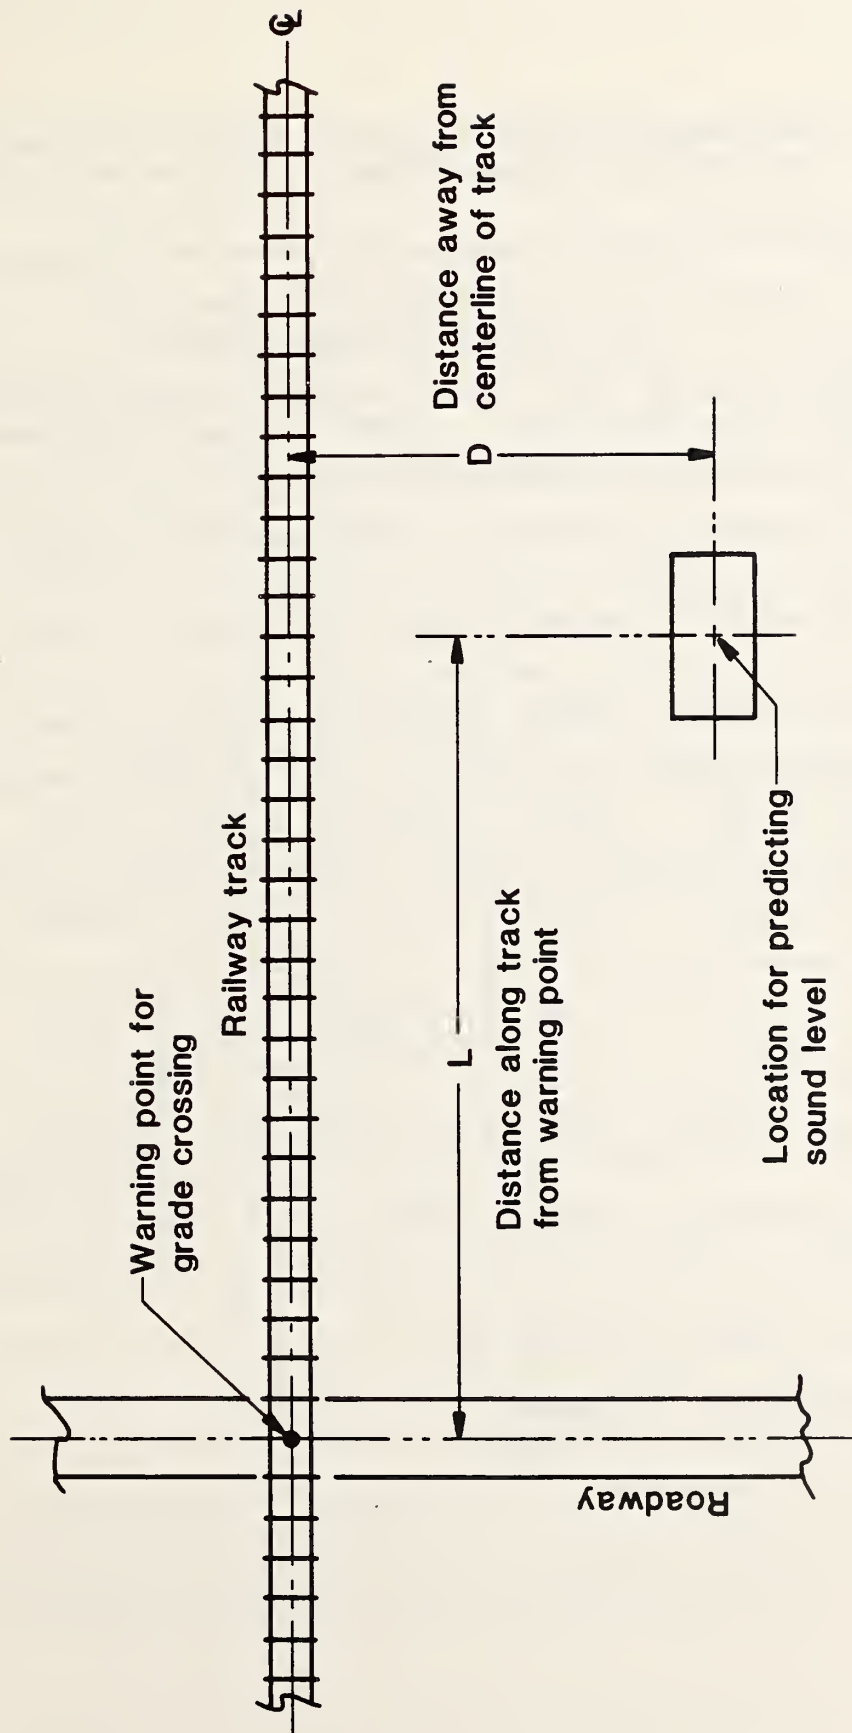 Warning point for
grade crossing
Railway track
℄
Distance away from
centerline of track
D
L
Distance along track
from warning point
Location for predicting
sound level
Roadway